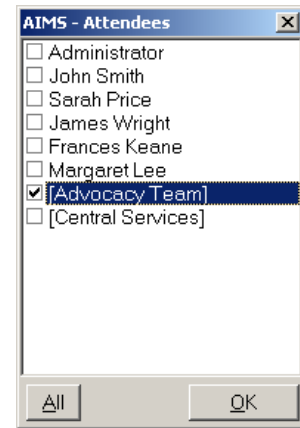 AIMS - Attendees
Administrator
John Smith
Sarah Price
James Wright
Frances Keane
Margaret Lee
[Advocacy Team]
[Central Services]
All
OK